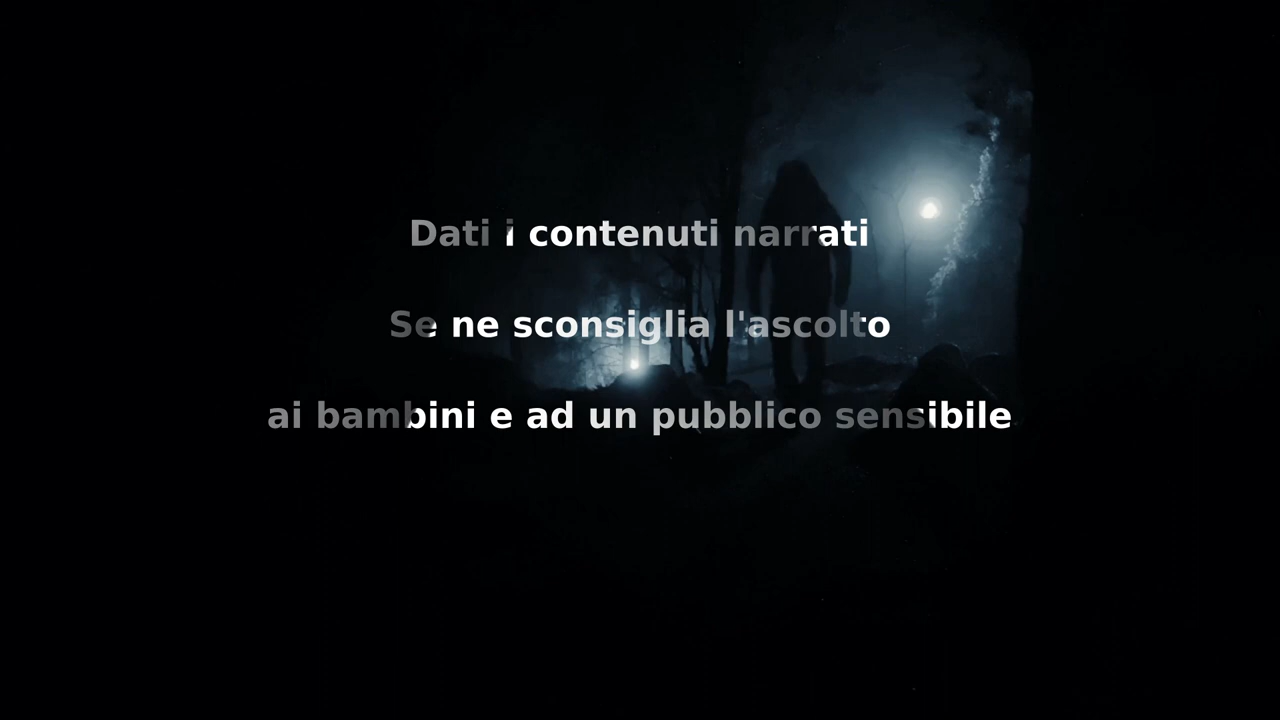 Dati i contenuti narrati
Se ne sconsiglia l'ascolto
ai bambini e ad un pubblico sensibile